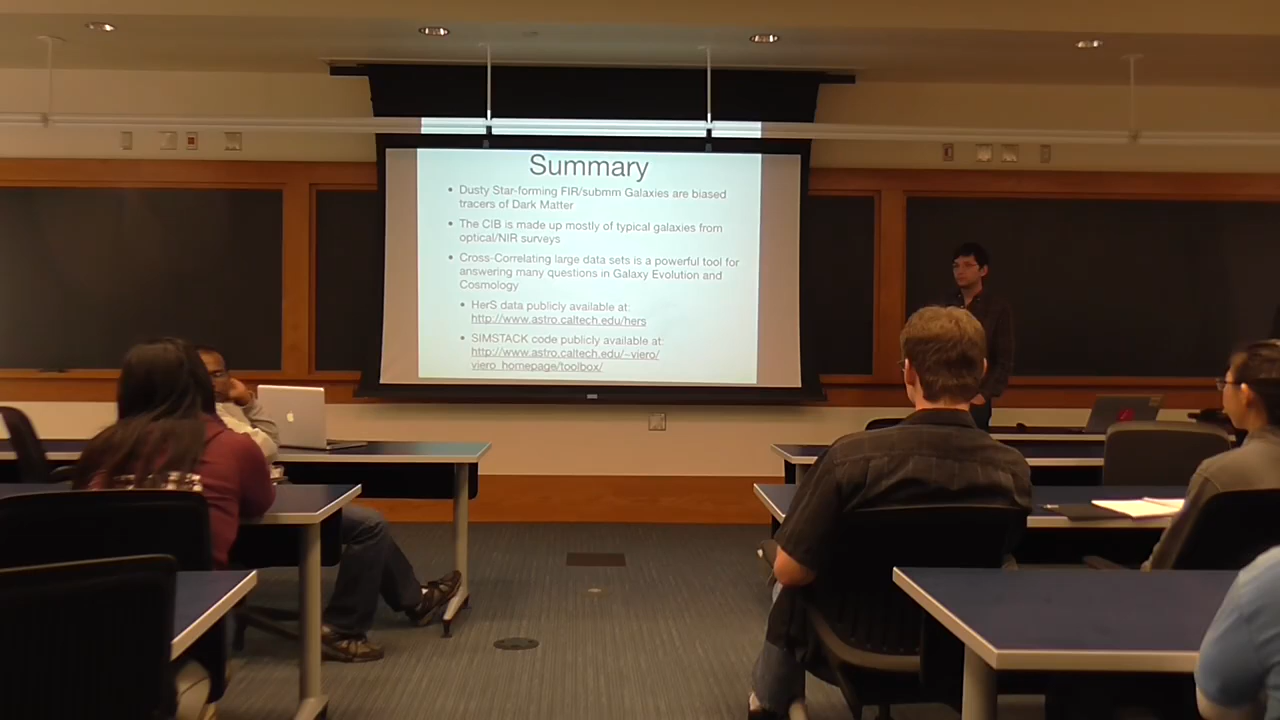 Summary
• Dusty Star-forming FIR/submm Galaxies are biased
tracers of Dark Matter
• The CIB is made up mostly of typical galaxies from
optical/NIR surveys
• Cross-Correlating large data sets is a powerful tool for
answering many questions in Galaxy Evolution and
Cosmology
• HerS data publicly available at:
http://www.astro.caltech.edu/hers
• SIMSTACK code publicly available at:
http://www.astro.caltech.edu/~viero/
viero_homepage/toolbox/